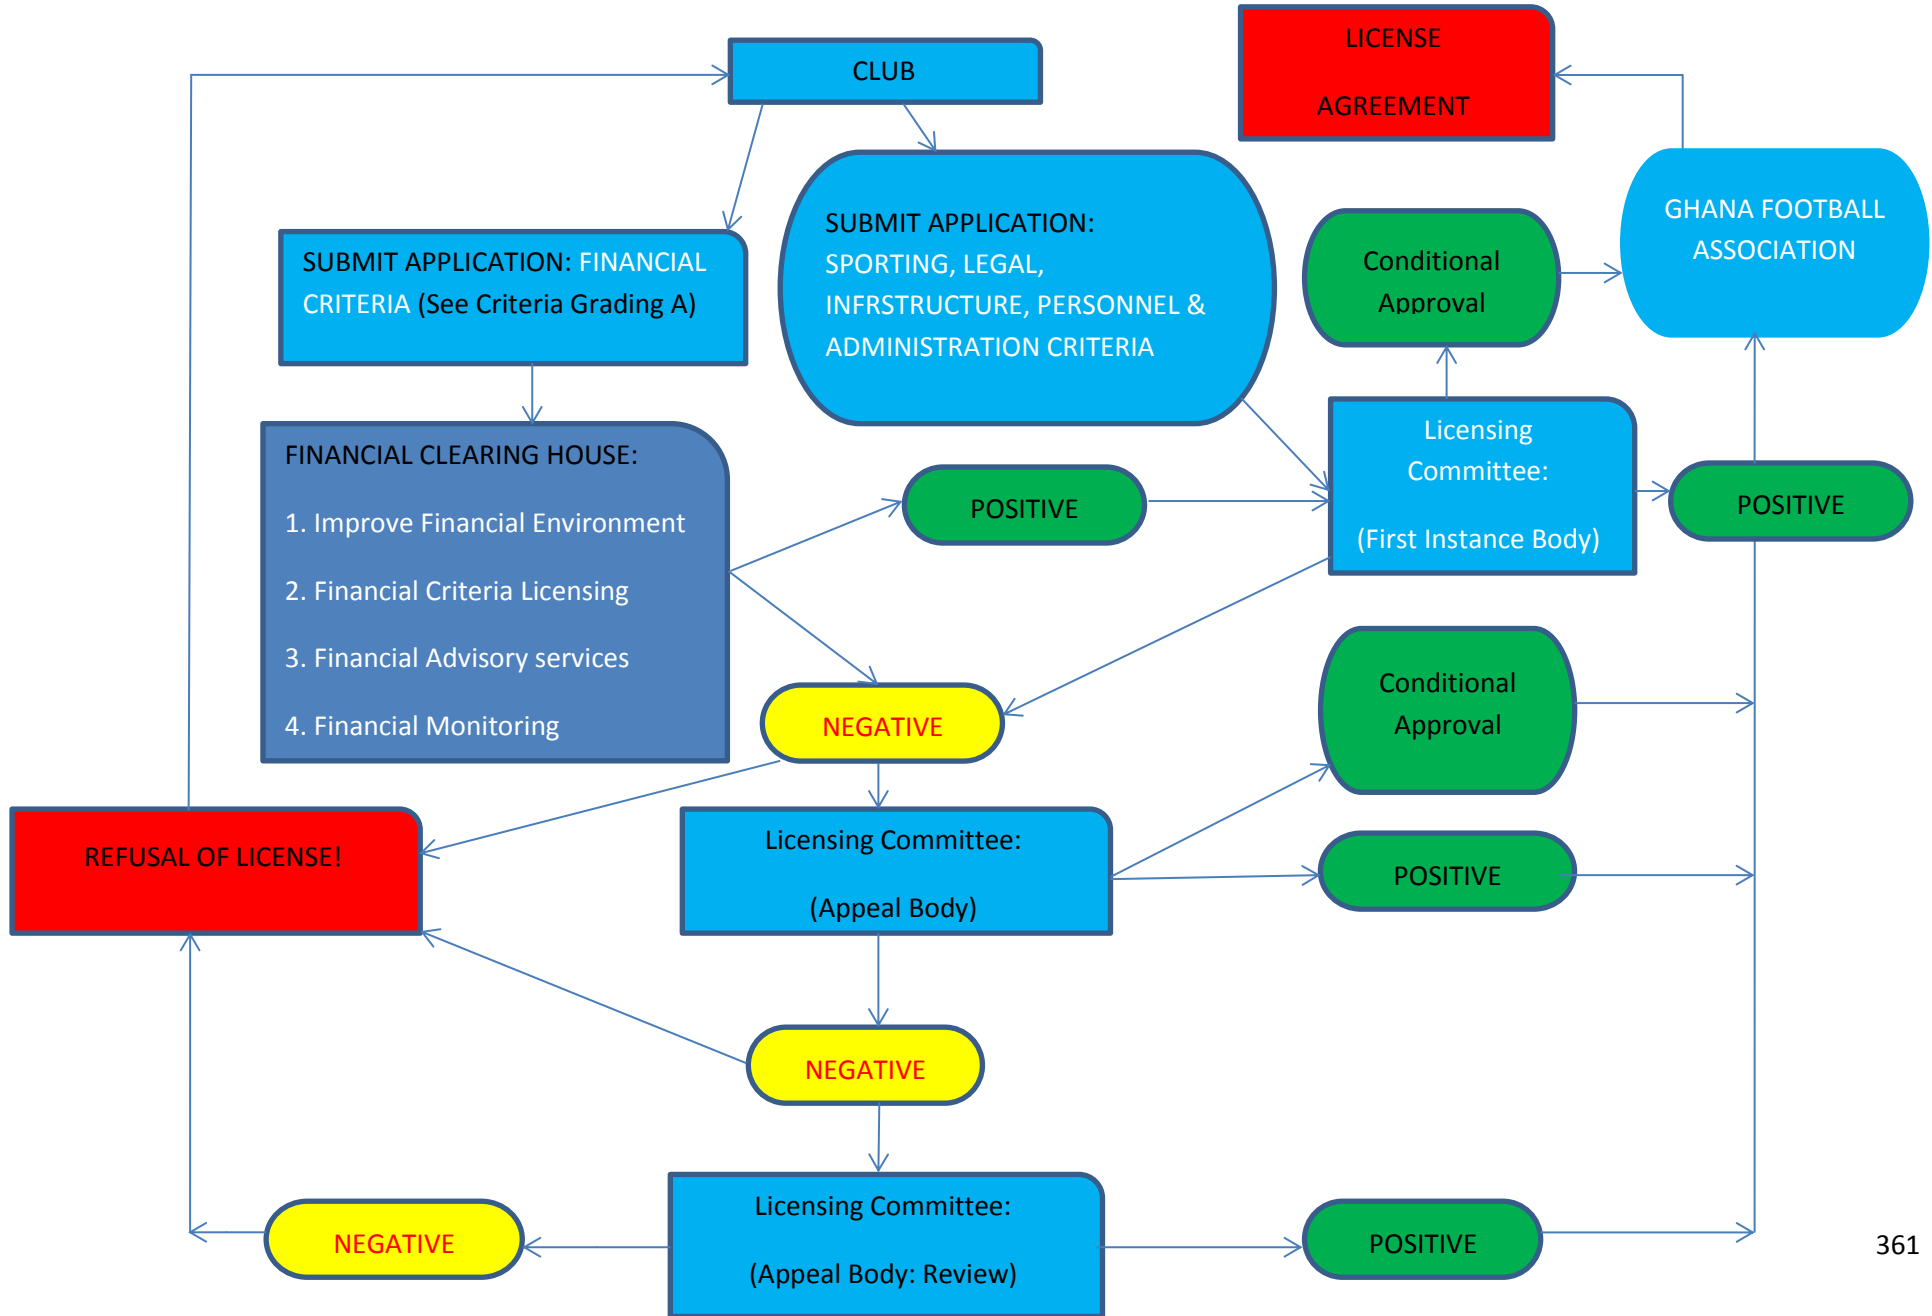 LICENSE
AGREEMENT
CLUB
GHANA FOOTBALL
ASSOCIATION
SUBMIT APPLICATION:
SPORTING, LEGAL,
INFRSTRUCTURE, PERSONNEL &
ADMINISTRATION CRITERIA
SUBMIT APPLICATION: FINANCIAL
CRITERIA (See Criteria Grading A)
Conditional
Approval
Licensing
Committee:
(First Instance Body)
FINANCIAL CLEARING HOUSE:
1. Improve Financial Environment
2. Financial Criteria Licensing
3. Financial Advisory services
4. Financial Monitoring
POSITIVE
POSITIVE
NEGATIVE
Conditional
Approval
REFUSAL OF LICENSE!
Licensing Committee:
(Appeal Body)
POSITIVE
NEGATIVE
Licensing Committee:
(Appeal Body: Review)
NEGATIVE
POSITIVE
361